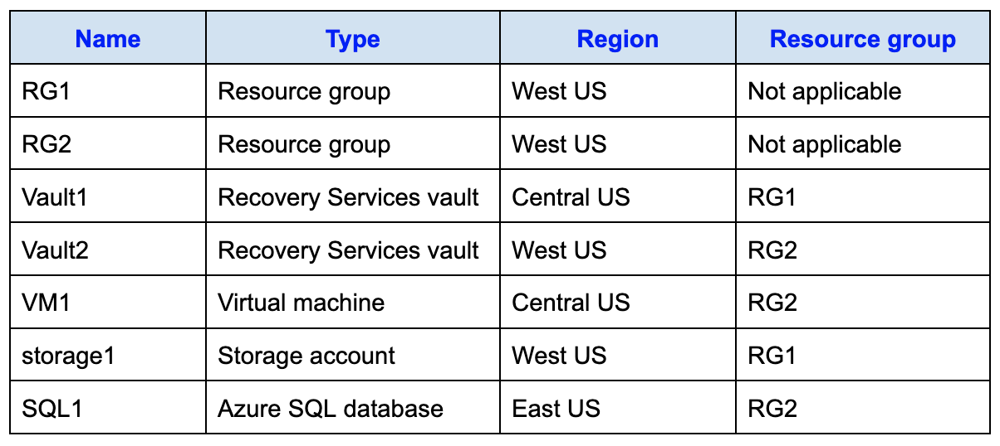 Name Type Region Resource group
RG1 Resource group West US Not applicable
RG2 Resource group West US Not applicable
Vault1 Recovery Services vault Central US RG1
Vault2 Recovery Services vault West US RG2
VM1 Virtual machine Central US RG2
storage1 Storage account West US RG1
SQL1 Azure SQL database East US RG2